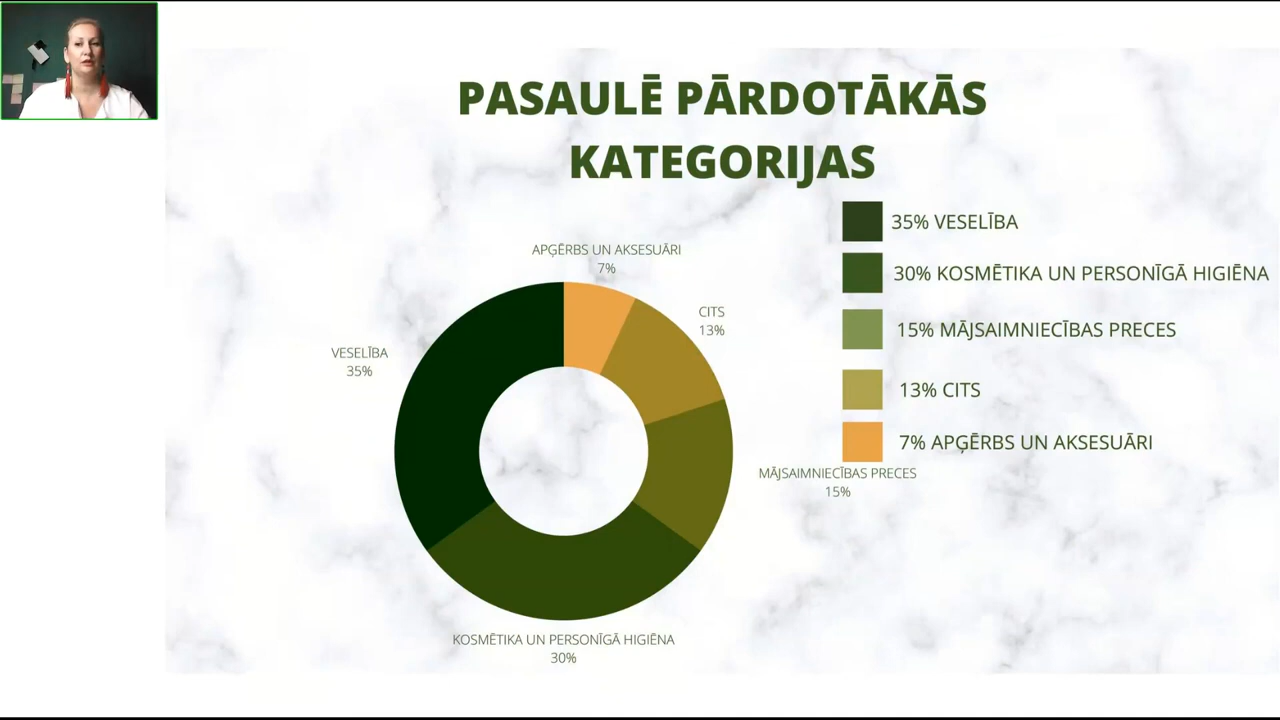 PASAULĒ PĀRDOTĀKĀS
KATEGORIJAS
35% VESELĪBA
30% KOSMĒTIKA UN PERSONĪGĀ HIGIĒNA
15% MĀJSAIMNIECĪBAS PRECES
13% CITS
7% APĢĒRBS UN AKSESUĀRI
APĢĒRBS UN AKSESUĀRI
7%
CITS
13%
VESELĪBA
35%
MĀJSAIMNIECĪBAS PRECES
15%
KOSMĒTIKA UN PERSONĪGĀ HIGIĒNA
30%